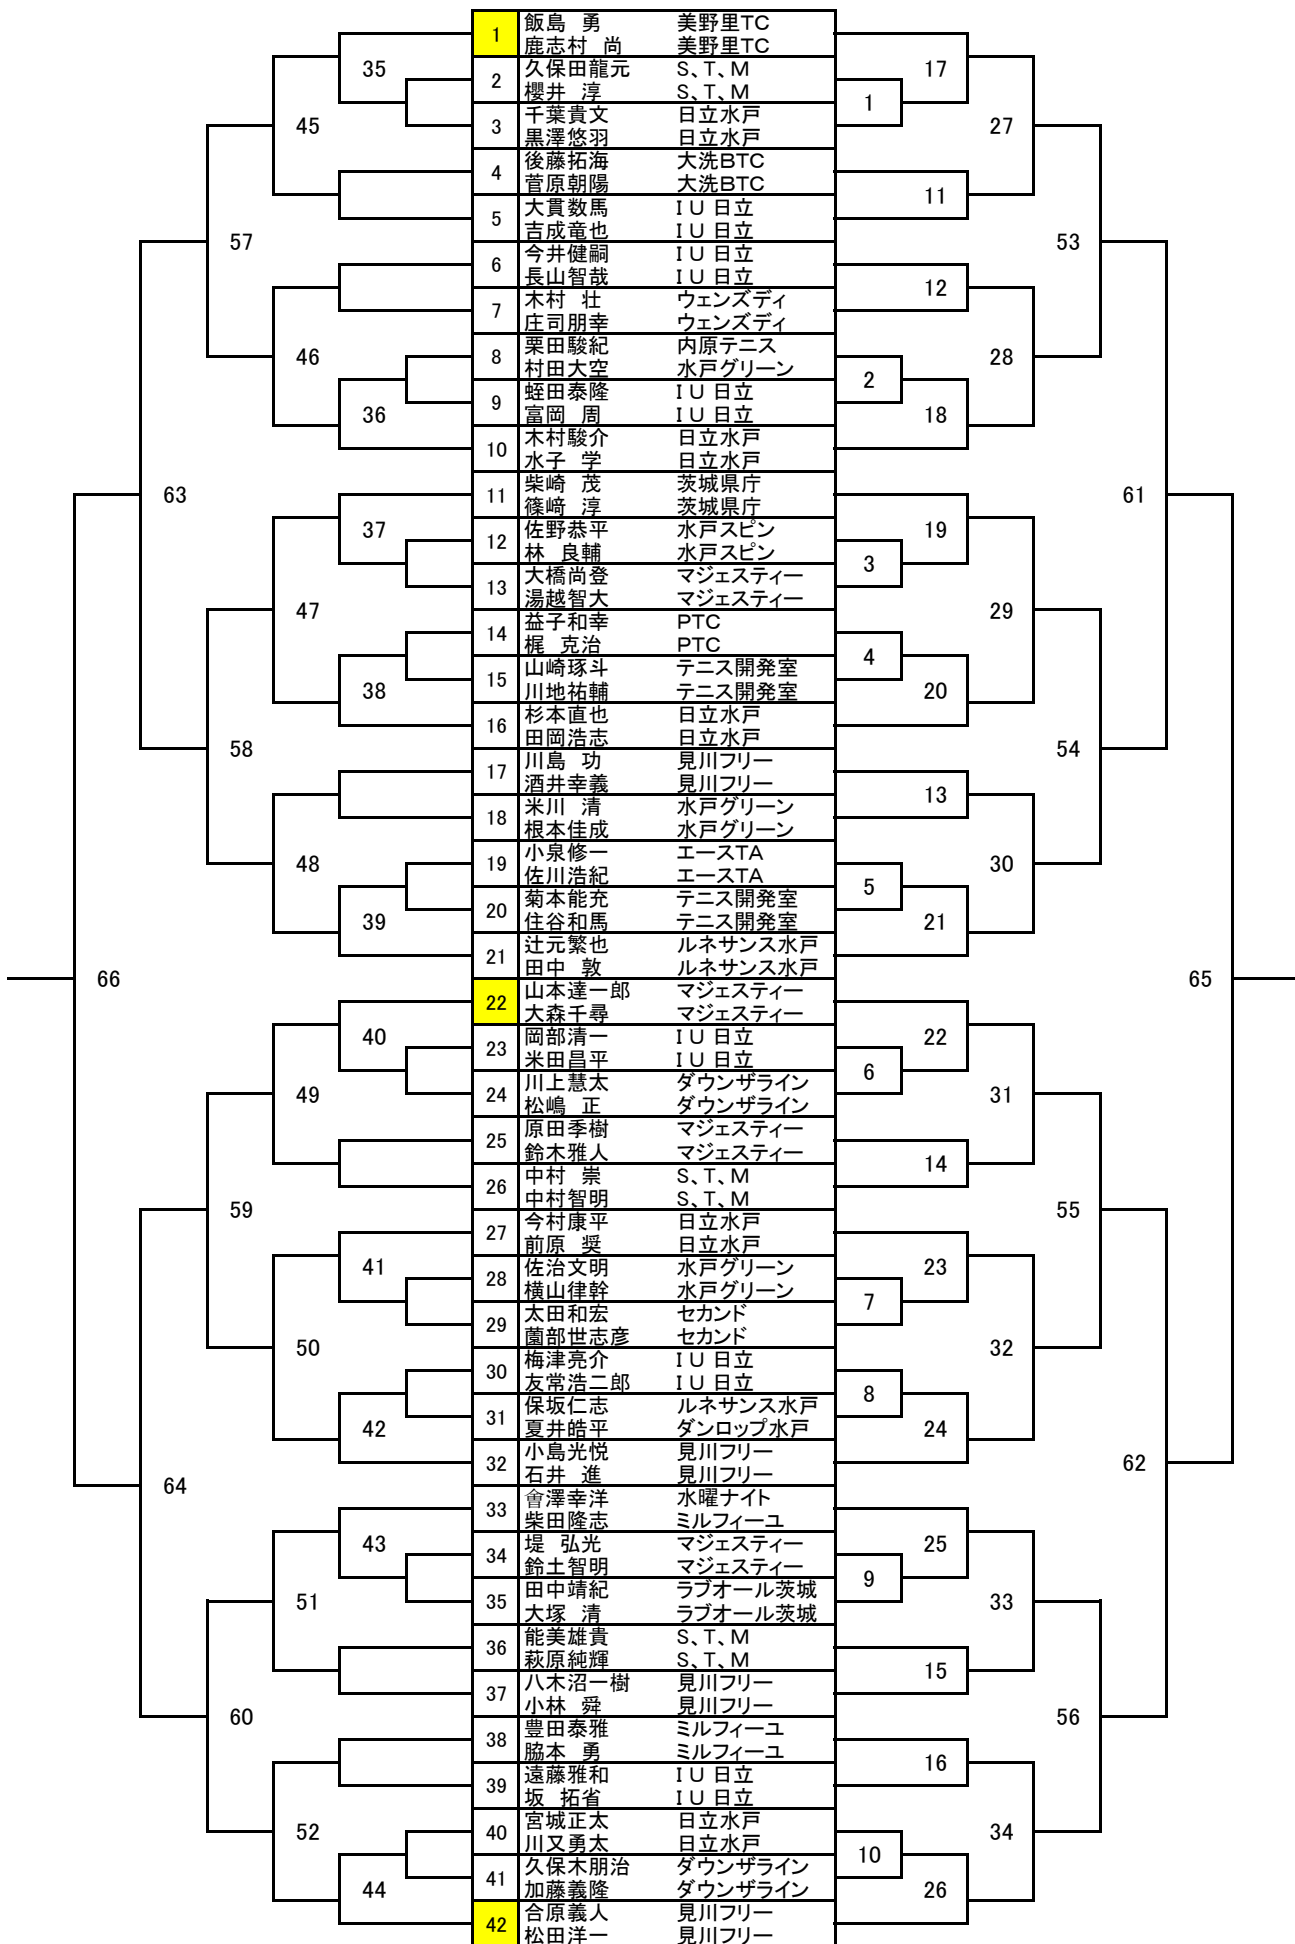 1 飯島 勇 美野里TC
鹿志村 尚 美野里TC
35 17
2 久保田龍元 S、T、M
櫻井 淳 S、T、M
1
3 千葉貴文 日立水戸
黒澤悠羽 日立水戸
45 27
4 後藤拓海 大洗BTC
菅原朝陽 大洗BTC
11
5 大貫数馬 IU 日立
吉成竜也 IU 日立
57 53
6 今井健嗣 IU 日立
長山智哉 IU 日立
12
7 木村 壮 ウェンズディ
庄司朋幸 ウェンズディ
46 28
8 栗田駿紀 内原テニス
村田大空 水戸グリーン
2
9 蛭田泰隆 IU 日立
富岡 周 IU 日立
36 18
10 木村駿介 日立水戸
水子 学 日立水戸
63 61
11 柴崎 茂 茨城県庁
篠﨑 淳 茨城県庁
37 19
12 佐野恭平 水戸スピン
林 良輔 水戸スピン
3
13 大橋尚登 マジェスティー
湯越智大 マジェスティー
47 29
14 益子和幸 PTC
梶 克治 PTC
4
15 山崎琢斗 テニス開発室
川地祐輔 テニス開発室
38 20
16 杉本直也 日立水戸
田岡浩志 日立水戸
58 54
17 川島 功 見川フリー
酒井幸義 見川フリー
13
18 米川 清 水戸グリーン
根本佳成 水戸グリーン
48 30
19 小泉修一 エースTA
佐川浩紀 エースTA
5
20 菊本能充 テニス開発室
住谷和馬 テニス開発室
39 21
21 辻元繁也 ルネサンス水戸
田中 敦 ルネサンス水戸
66 65
22 山本達一郎 マジェスティー
大森千尋 マジェスティー
40 22
23 岡部清一 IU 日立
米田昌平 IU 日立
6
24 川上慧太 ダウンザライン
松嶋 正 ダウンザライン
49 31
25 原田季樹 マジェスティー
鈴木雅人 マジェスティー
14
26 中村 崇 S、T、M
中村智明 S、T、M
59 55
27 今村康平 日立水戸
前原 奨 日立水戸
41 23
28 佐治文明 水戸グリーン
横山律幹 水戸グリーン
7
29 太田和宏 セカンド
薗部世志彦 セカンド
50 32
30 梅津亮介 IU 日立
友常浩二郎 IU 日立
8
31 保坂仁志 ルネサンス水戸
夏井皓平 ダンロップ水戸
42 24
32 小島光悦 見川フリー
石井 進 見川フリー
64 62
33 會澤幸洋 水曜ナイト
柴田隆志 ミルフィーユ
43 25
34 堤 弘光 マジェスティー
鈴土智明 マジェスティー
9
35 田中靖紀 ラブオール茨城
大塚 清 ラブオール茨城
51 33
36 能美雄貴 S、T、M
萩原純輝 S、T、M
15
37 八木沼一樹 見川フリー
小林 舜 見川フリー
60 56
38 豊田泰雅 ミルフィーユ
脇本 勇 ミルフィーユ
16
39 遠藤雅和 IU 日立
坂 拓省 IU 日立
52 34
40 宮城正太 日立水戸
川又勇太 日立水戸
10
41 久保木朋治 ダウンザライン
加藤義隆 ダウンザライン
44 26
42 合原義人 見川フリー
松田洋一 見川フリー